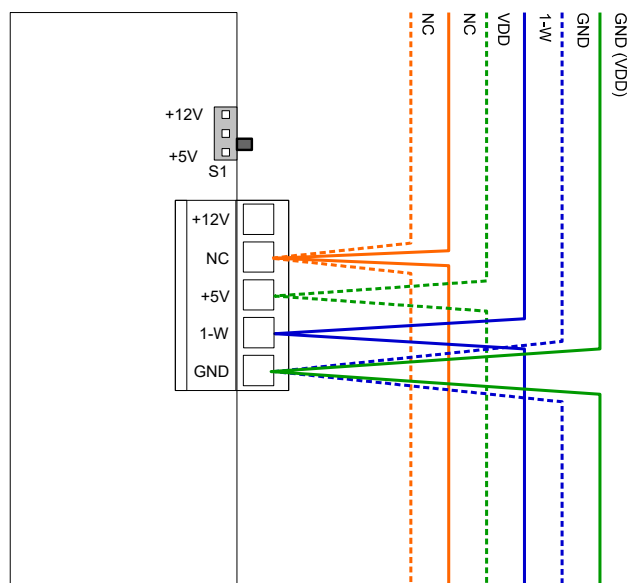 NC
NC
VDD
1-W
GND
GND (VDD)
+12V
+5V
S1
+12V
NC
+5V
1-W
GND